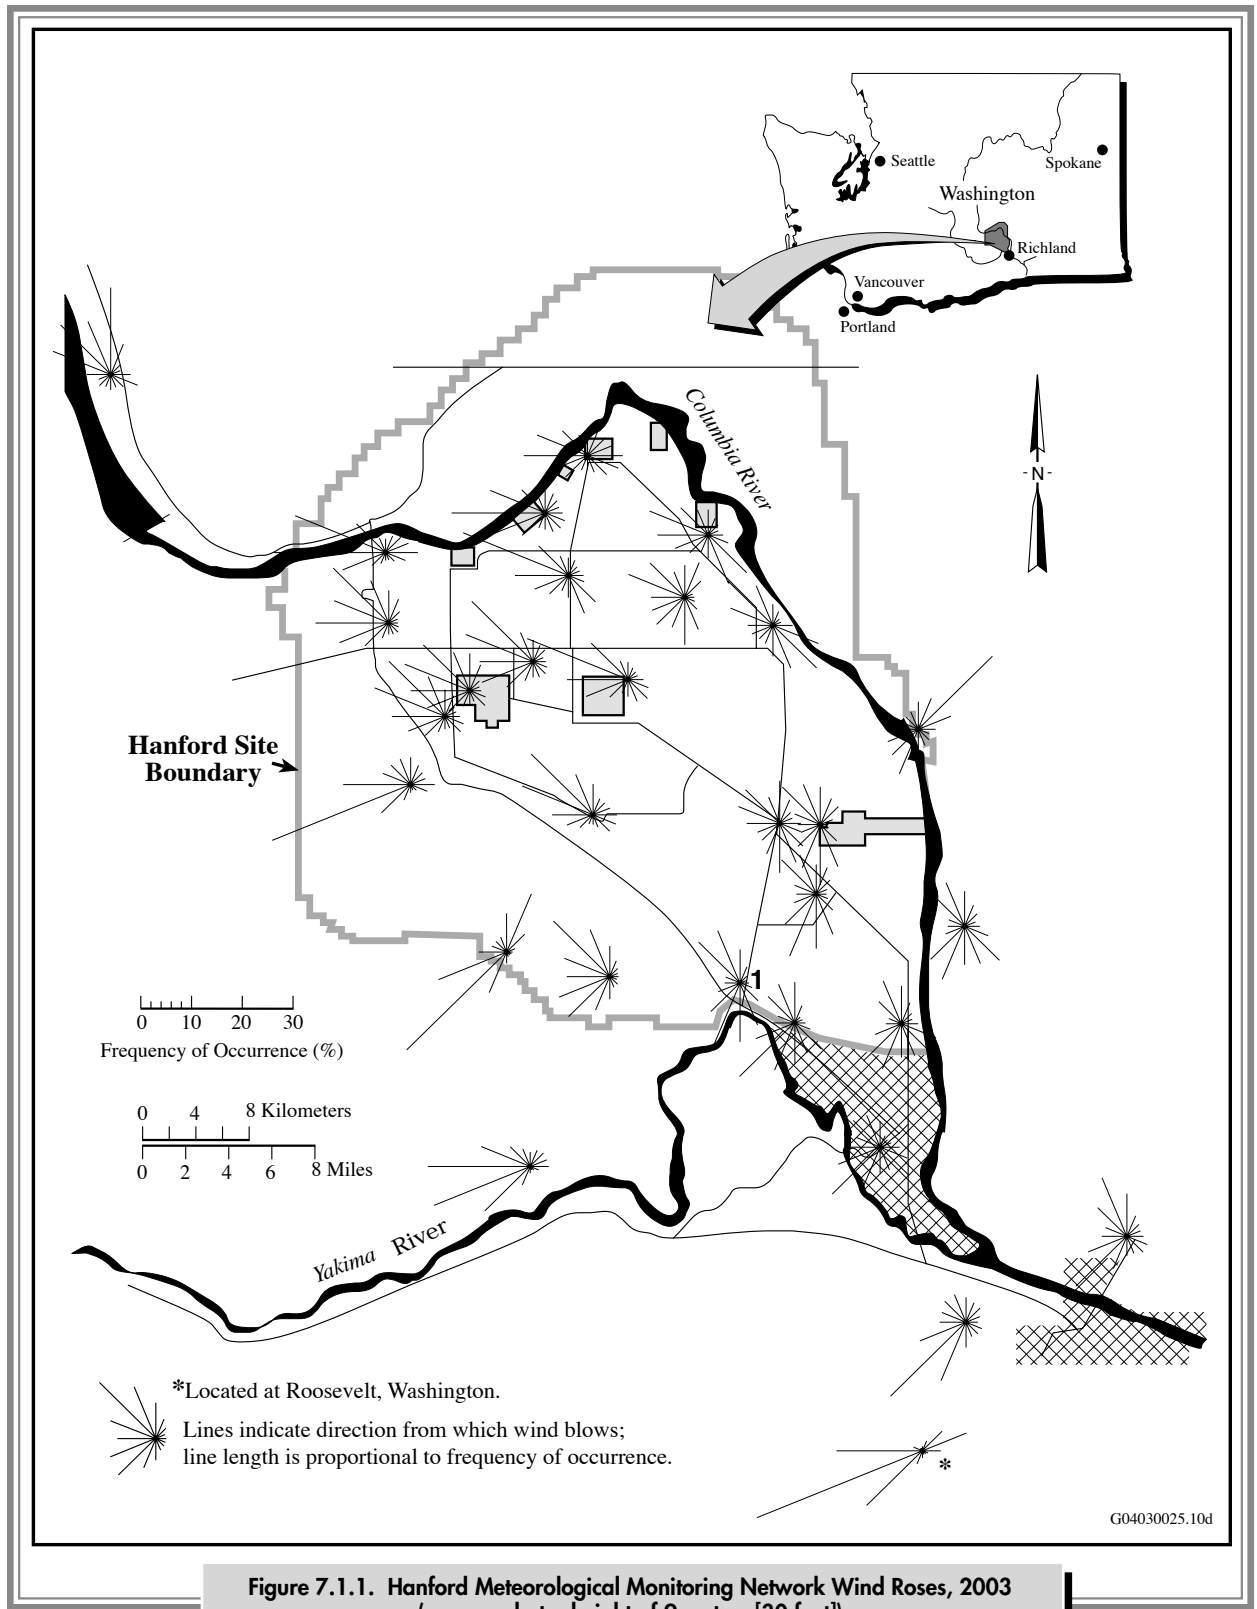 Seattle
Spokane
Washington
Richland
Vancouver
Portland
Columbia River
-N-
Hanford Site
Boundary
1
0 10 20 30
Frequency of Occurrence (%)
0 4 8 Kilometers
0 2 4 6 8 Miles
Yakima River
*Located at Roosevelt, Washington.
Lines indicate direction from which wind blows;
line length is proportional to frequency of occurrence.
*
G04030025.10d
Figure 7.1.1. Hanford Meteorological Monitoring Network Wind Roses, 2003